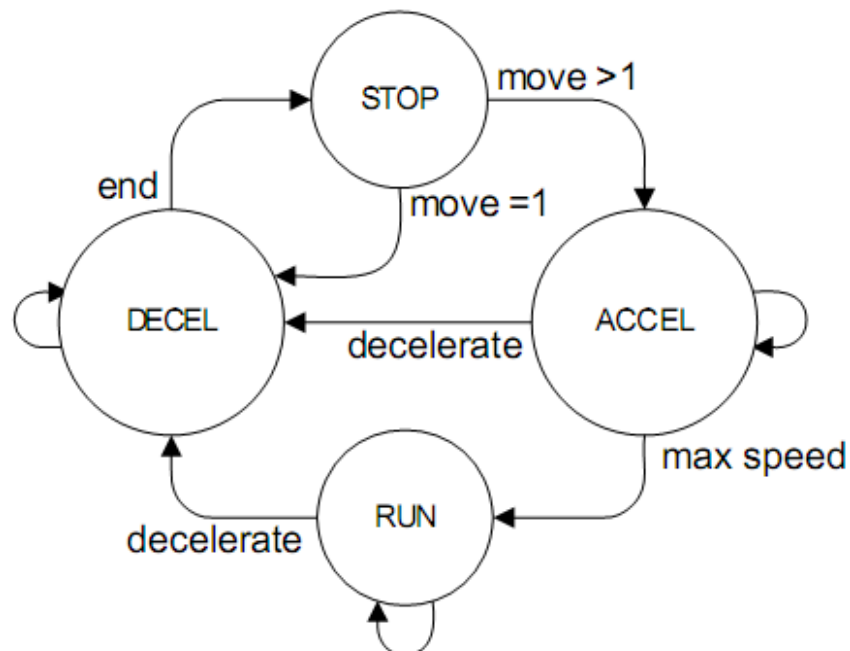 STOP
move >1
end
move =1
DECEL
ACCEL
decelerate
max speed
RUN
decelerate